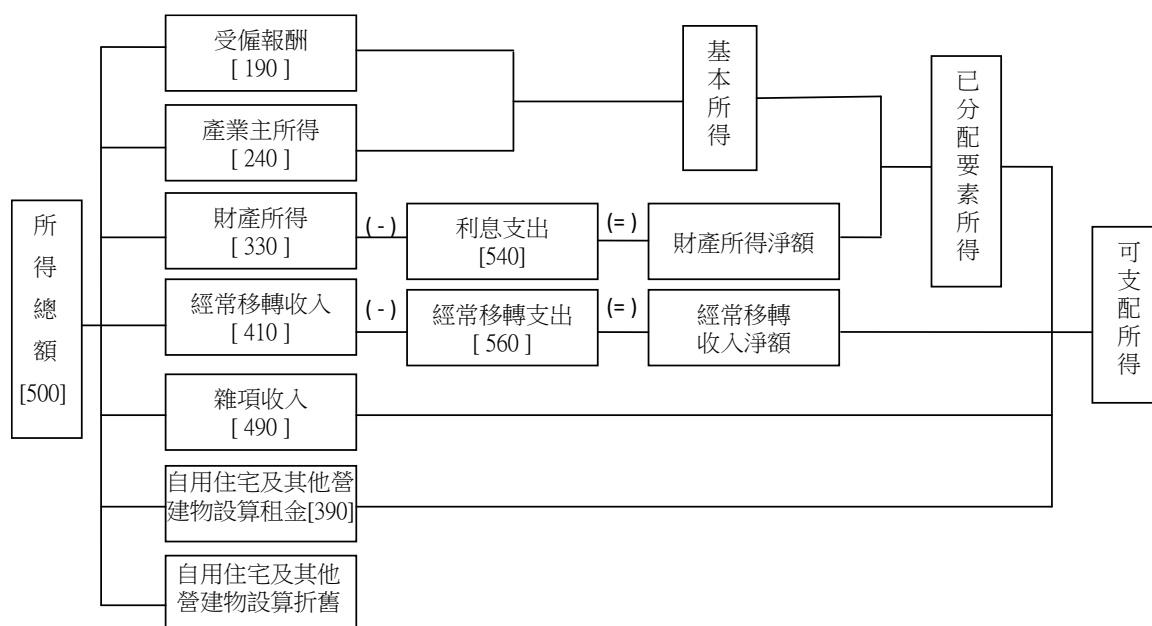 受僱報酬
[ 190 ]
產業主所得
[ 240 ]
財產所得
[ 330 ]
(-)
利息支出
[540]
(=)
財產所得淨額
經常移轉收入
[ 410 ]
(-)
經常移轉支出
[ 560 ]
(=)
經常移轉
收入淨額
雜項收入
[ 490 ]
自用住宅及其他營
建物設算租金[390]
自用住宅及其他
營建物設算折舊
所得總額
[500]
基本所得
已分配要素所得
可支配所得